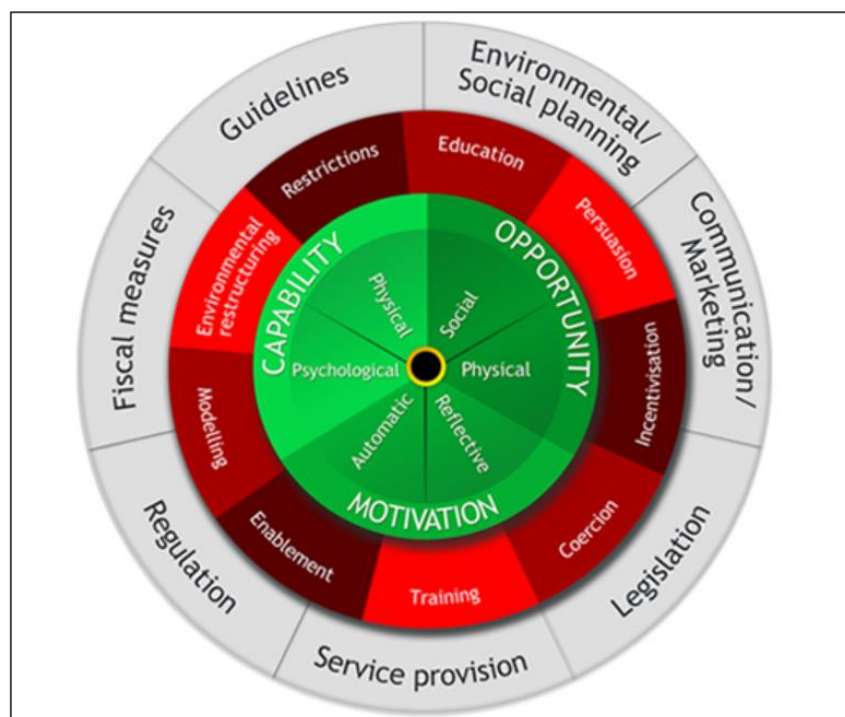 Guidelines
Environmental/
Social planning
Communication/
Marketing
Legislation
Service provision
Regulation
Fiscal measures
Restrictions
Education
Persuasion
Incentivisation
Coercion
Training
Enablement
Modelling
Environmental
restructuring
CAPABILITY
OPPORTUNITY
MOTIVATION
Physical
Social
Psychological
Physical
Automatic
Reflective